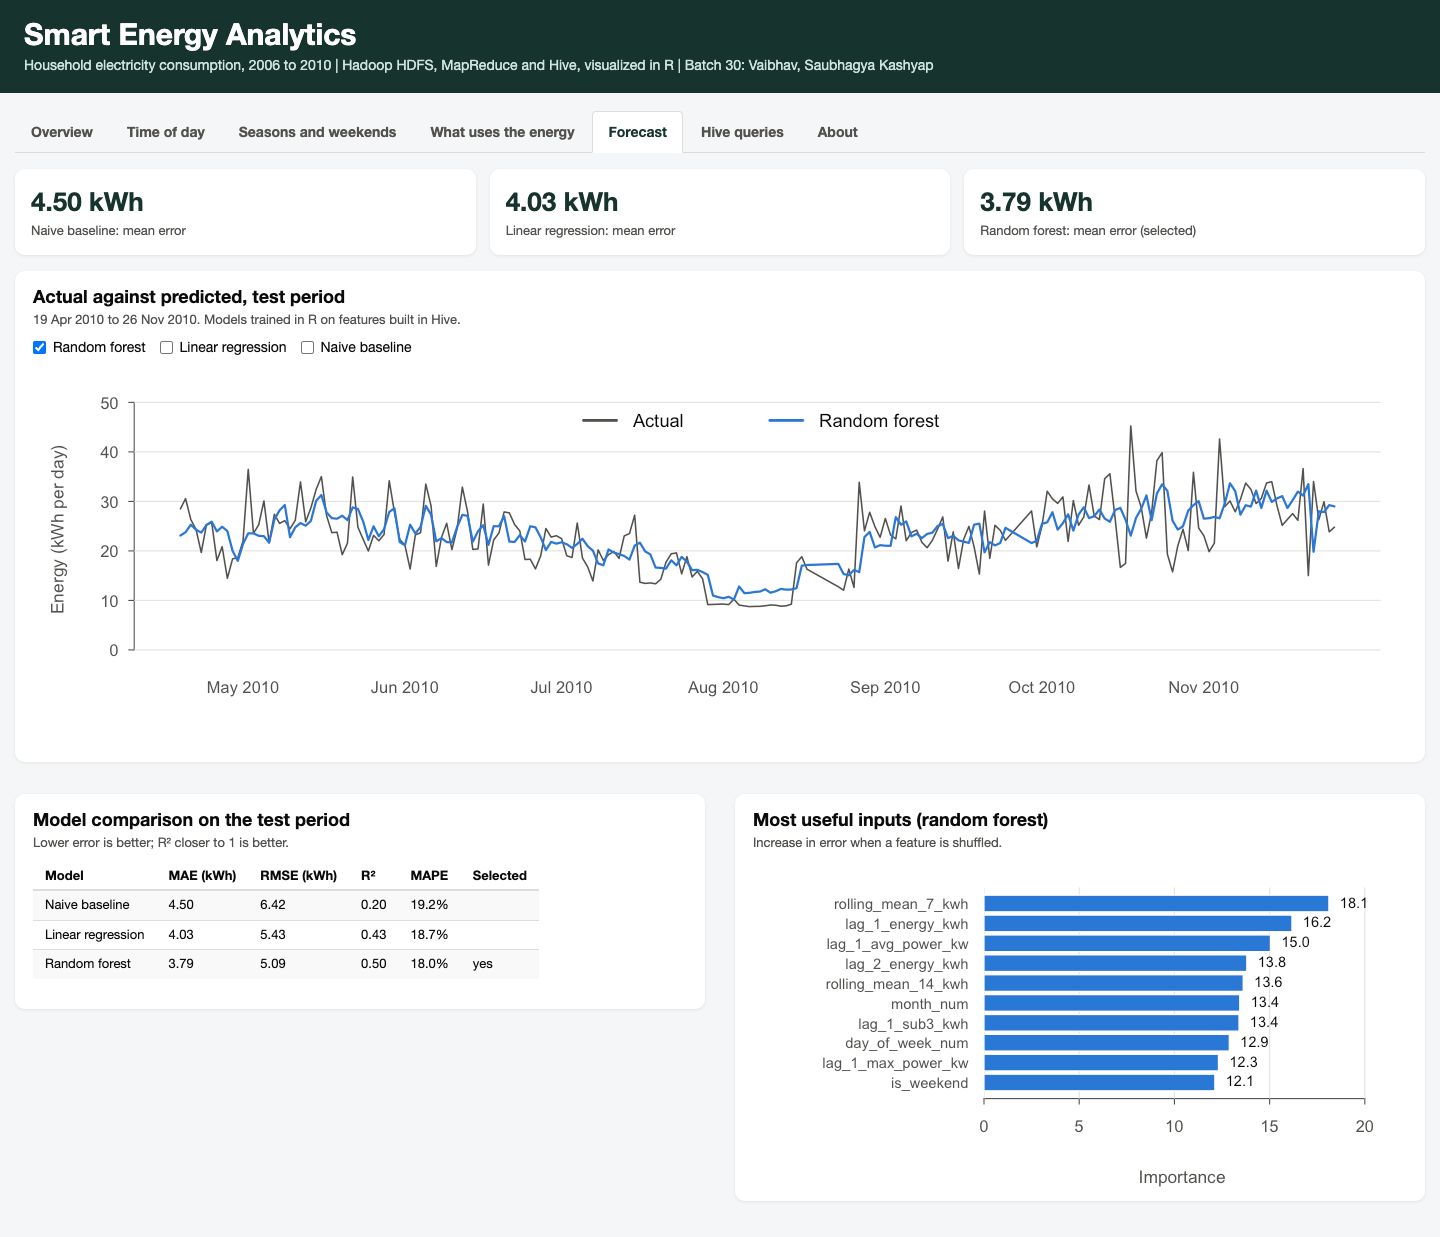 Smart Energy Analytics
Household electricity consumption, 2006 to 2010 | Hadoop HDFS, MapReduce and Hive, visualized in R | Batch 30: Vaibhav, Saubhagya Kashyap
Overview Time of day Seasons and weekends What uses the energy Forecast Hive queries About
4.50 kWh 4.03 kWh 3.79 kWh
Naive baseline: mean error Linear regression: mean error Random forest: mean error (selected)
Actual against predicted, test period
19 Apr 2010 to 26 Nov 2010. Models trained in R on features built in Hive.
Random forest Linear regression Naive baseline
Actual Random forest
Energy (kWh per day)
50
40
30
20
10
0
May 2010 Jun 2010 Jul 2010 Aug 2010 Sep 2010 Oct 2010 Nov 2010
Model comparison on the test period
Lower error is better; R² closer to 1 is better.
Model MAE (kWh) RMSE (kWh) R² MAPE Selected
Naive baseline 4.50 6.42 0.20 19.2%
Linear regression 4.03 5.43 0.43 18.7%
Random forest 3.79 5.09 0.50 18.0% yes
Most useful inputs (random forest)
Increase in error when a feature is shuffled.
rolling_mean_7_kwh 18.1
lag_1_energy_kwh 16.2
lag_1_avg_power_kw 15.0
lag_2_energy_kwh 13.8
rolling_mean_14_kwh 13.6
month_num 13.4
lag_1_sub3_kwh 13.4
day_of_week_num 12.9
lag_1_max_power_kw 12.3
is_weekend 12.1
0 5 10 15 20
Importance